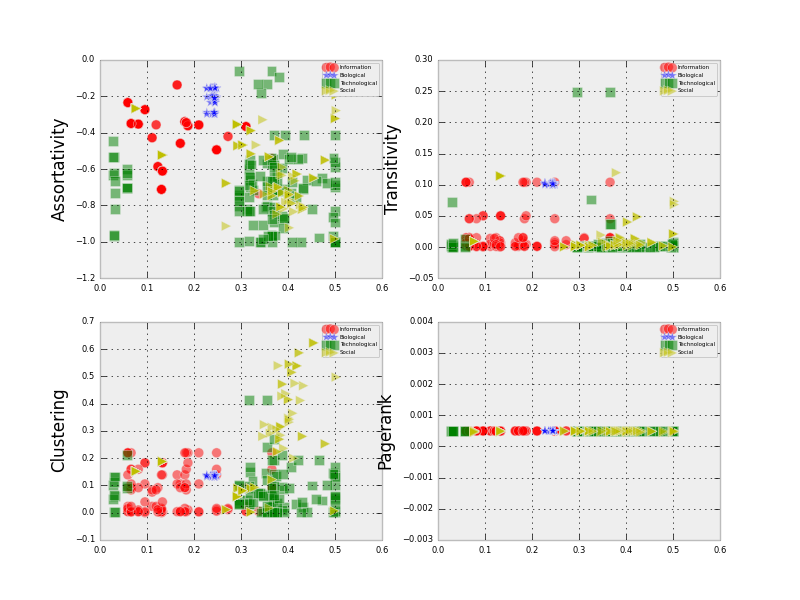 Assortativity
0.0
−0.2
−0.4
−0.6
−0.8
−1.0
−1.2
0.0 0.1 0.2 0.3 0.4 0.5 0.6
Information
Biological
Technological
Social
Transitivity
0.30
0.25
0.20
0.15
0.10
0.05
0.00
−0.05
0.0 0.1 0.2 0.3 0.4 0.5 0.6
Information
Biological
Technological
Social
Clustering
0.7
0.6
0.5
0.4
0.3
0.2
0.1
0.0
−0.1
0.0 0.1 0.2 0.3 0.4 0.5 0.6
Information
Biological
Technological
Social
Pagerank
0.004
0.003
0.002
0.001
0.000
−0.001
−0.002
−0.003
0.0 0.1 0.2 0.3 0.4 0.5 0.6
Information
Biological
Technological
Social